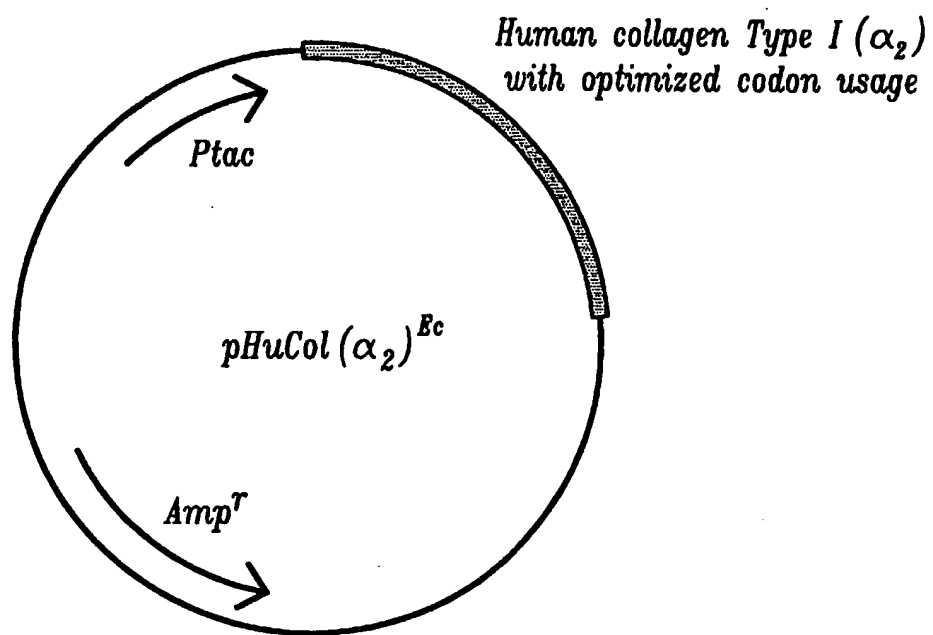 Human collagen Type I (α₂)
with optimized codon usage
Ptac
pHuCol(α₂)ᴱᶜ
Ampʳ